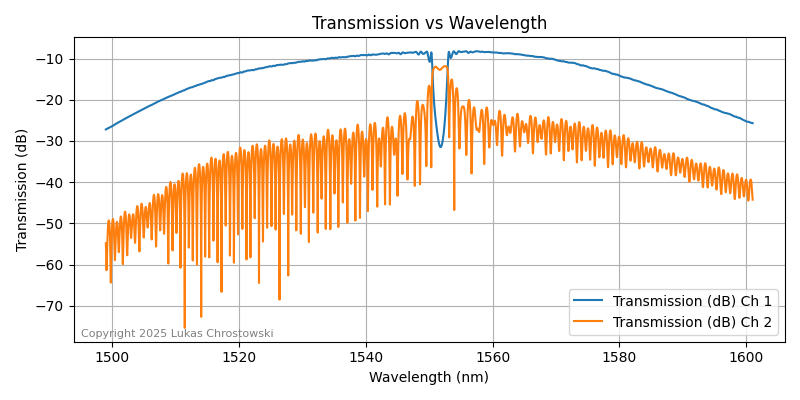 Transmission vs Wavelength
Transmission (dB)
−10
−20
−30
−40
−50
−60
−70
Transmission (dB) Ch 1
Transmission (dB) Ch 2
Copyright 2025 Lukas Chrostowski
1500 1520 1540 1560 1580 1600
Wavelength (nm)